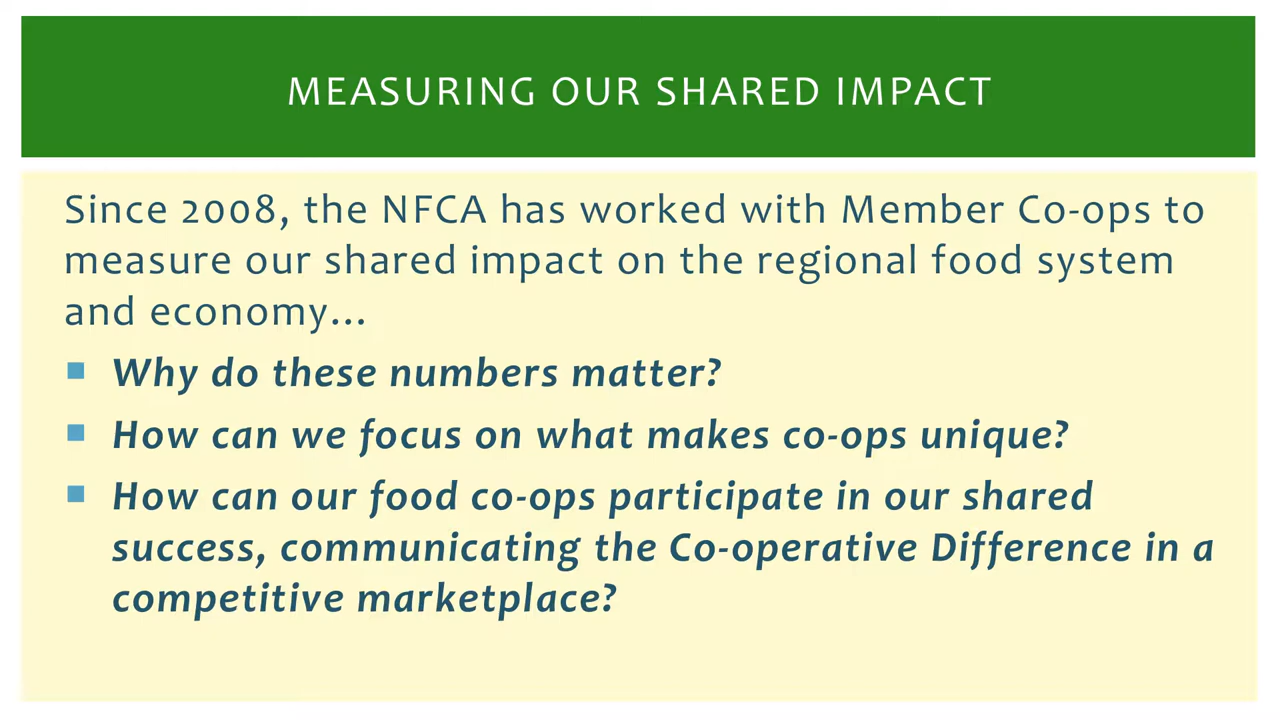 MEASURING OUR SHARED IMPACT
Since 2008, the NFCA has worked with Member Co-ops to
measure our shared impact on the regional food system
and economy...
Why do these numbers matter?
How can we focus on what makes co-ops unique?
How can our food co-ops participate in our shared
success, communicating the Co-operative Difference in a
competitive marketplace?